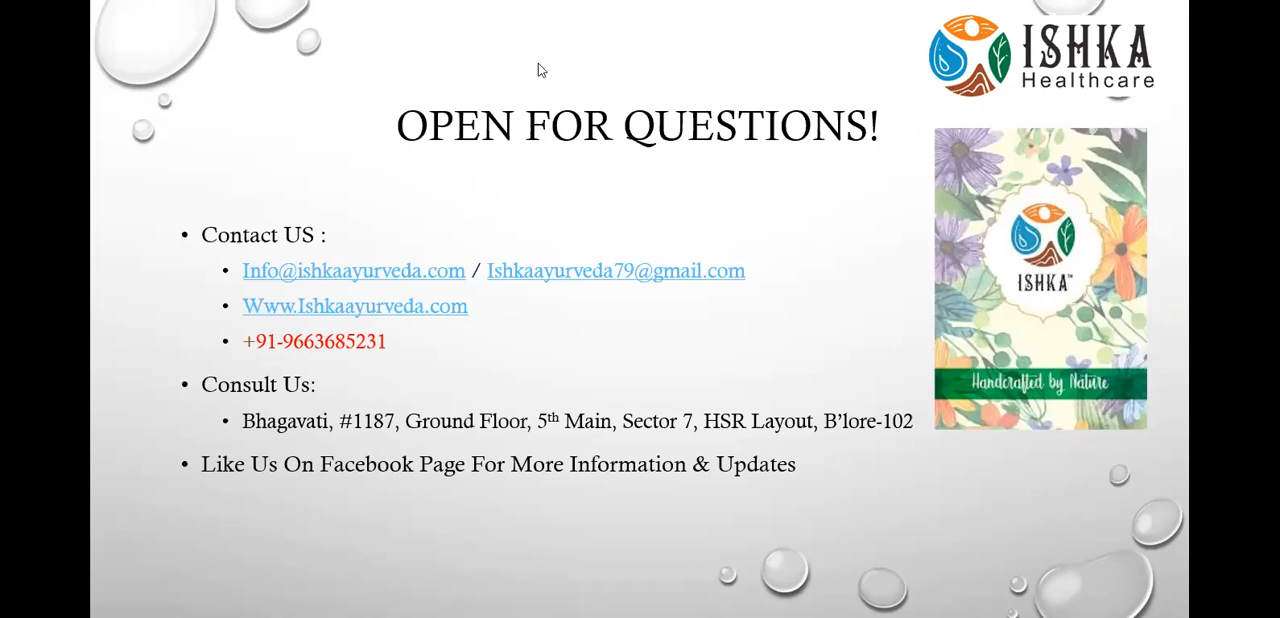 ISHKA
Healthcare
OPEN FOR QUESTIONS!
• Contact US :
• Info@ishkaayurveda.com / Ishkaayurveda79@gmail.com
• Www.Ishkaayurveda.com
• +91-9663685231
• Consult Us:
• Bhagavati, #1187, Ground Floor, 5th Main, Sector 7, HSR Layout, B’lore-102
• Like Us On Facebook Page For More Information & Updates
ISHKA™
Handcrafted by Nature